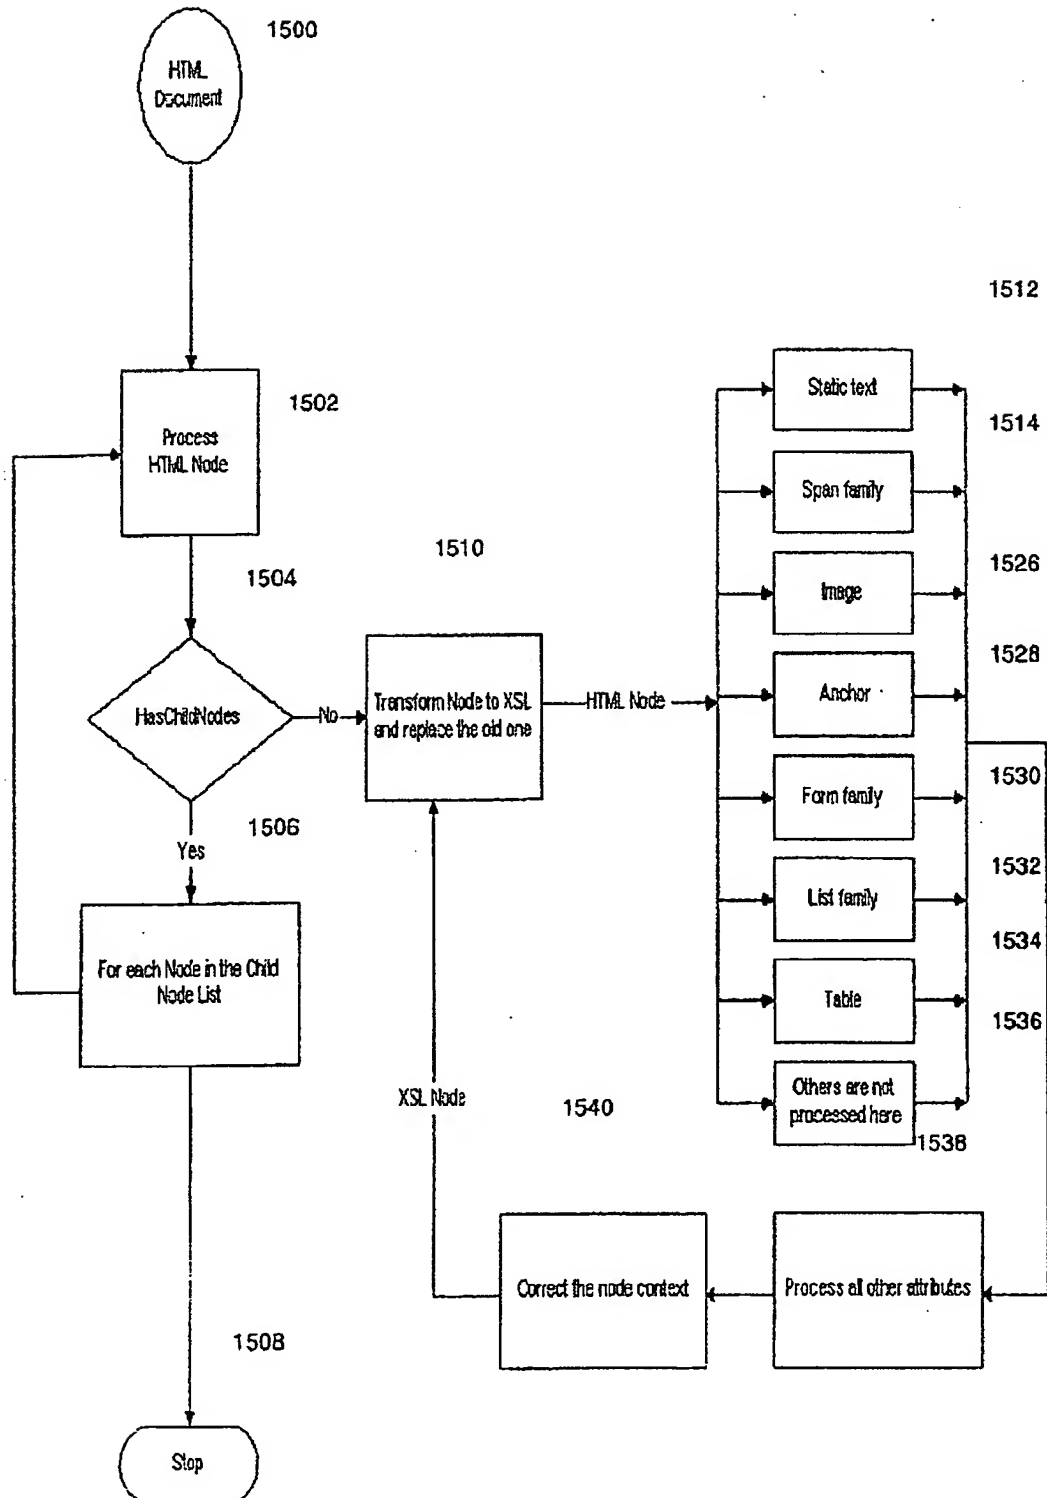 1500
HTML
Document
1512
1502
Static text
1514
Process
HTML Node
Span family
1510
1504
1526
Image
1528
HasChildNodes
No
Transform Node to XSL
and replace the old one
HTML Node
Anchor
1530
Form family
1506
Yes
1532
List family
1534
For each Node in the Child
Node List
Table
1536
XSL Node
1540
Others are not
processed here
1538
Correct the node context
Process all other attributes
1508
Stop